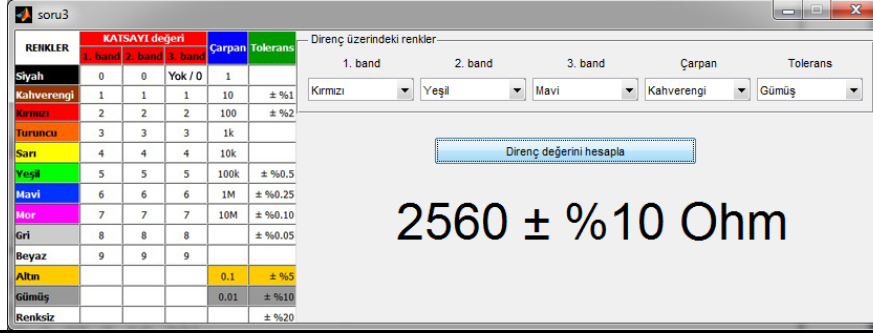 soru3
RENKLER KATSAYI değeri Çarpan Tolerans
1. band 2. band 3. band
Siyah 0 0 Yok / 0 1
Kahverengi 1 1 1 10 ± %1
Kırmızı 2 2 2 100 ± %2
Turuncu 3 3 3 1k
Sarı 4 4 4 10k
Yeşil 5 5 5 100k ± %0.5
Mavi 6 6 6 1M ± %0.25
Mor 7 7 7 10M ± %0.10
Gri 8 8 8 ± %0.05
Beyaz 9 9 9
Altın 0.1 ± %5
Gümüş 0.01 ± %10
Renksiz ± %20
Direnç üzerindeki renkler
1. band 2. band 3. band Çarpan Tolerans
Kırmızı Yeşil Mavi Kahverengi Gümüş
Direnç değerini hesapla
2560 ± %10 Ohm